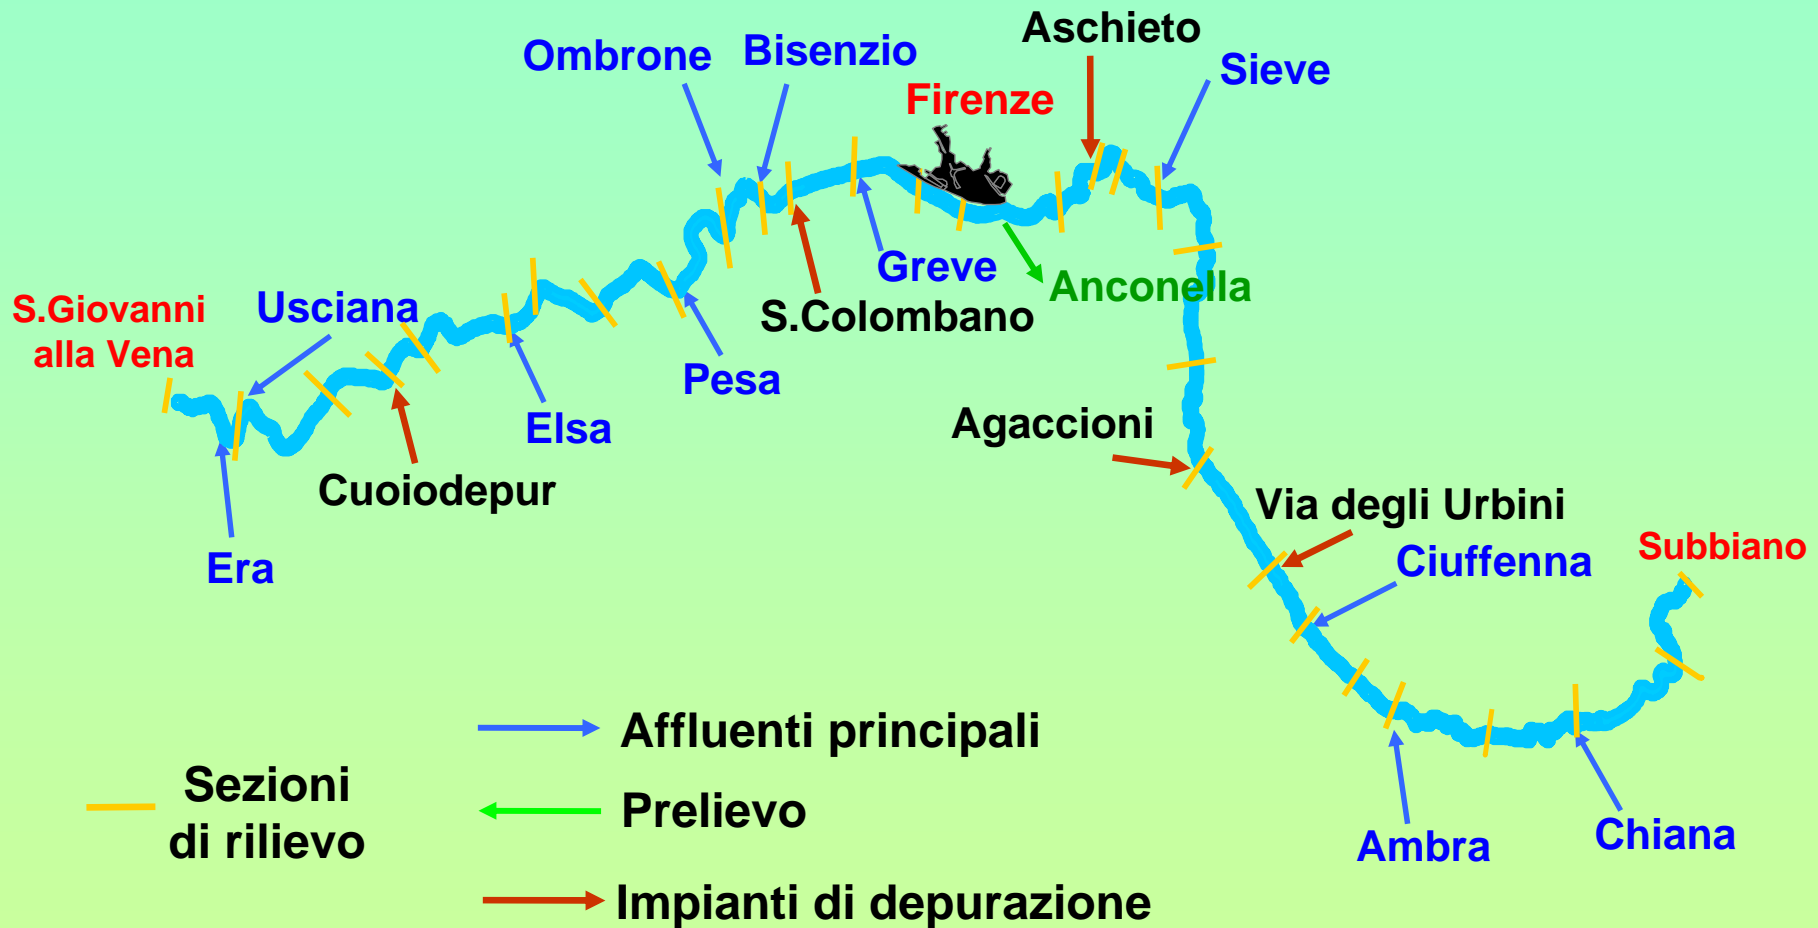 Aschieto
Ombrone
Bisenzio
Sieve
Firenze
Greve
Anconella
S.Giovanni
alla Vena
Usciana
S.Colombano
Pesa
Elsa
Agaccioni
Cuoiodepur
Via degli Urbini
Era
Ciuffenna
Subbiano
Affluenti principali
Sezioni
di rilievo
Prelievo
Ambra
Chiana
Impianti di depurazione